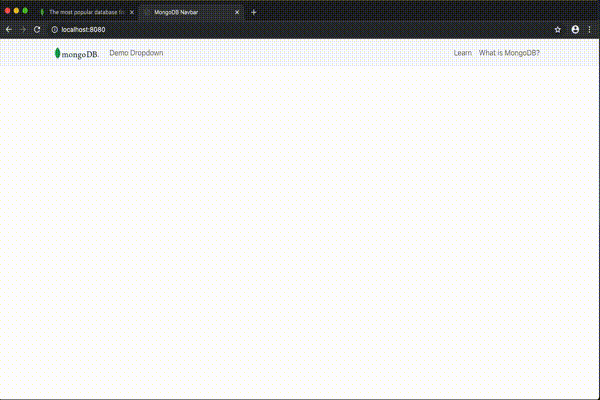 The most popular database fo
MongoDB Navbar
localhost:8080
mongoDB.
Demo Dropdown
Learn
What is MongoDB?